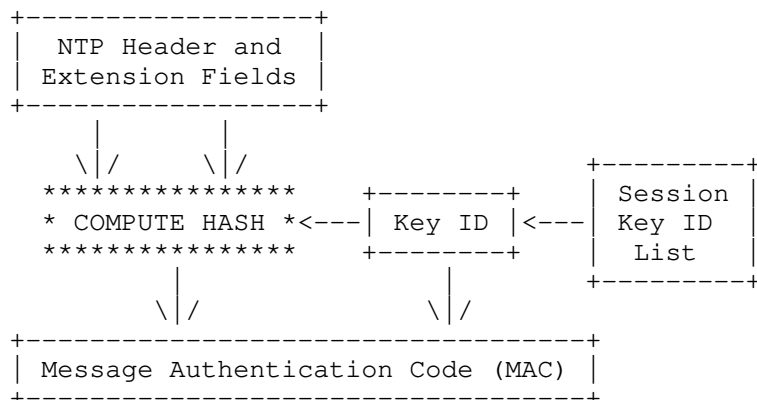 NTP Header and
Extension Fields
COMPUTE HASH
Key ID
Session
Key ID
List
Message Authentication Code (MAC)